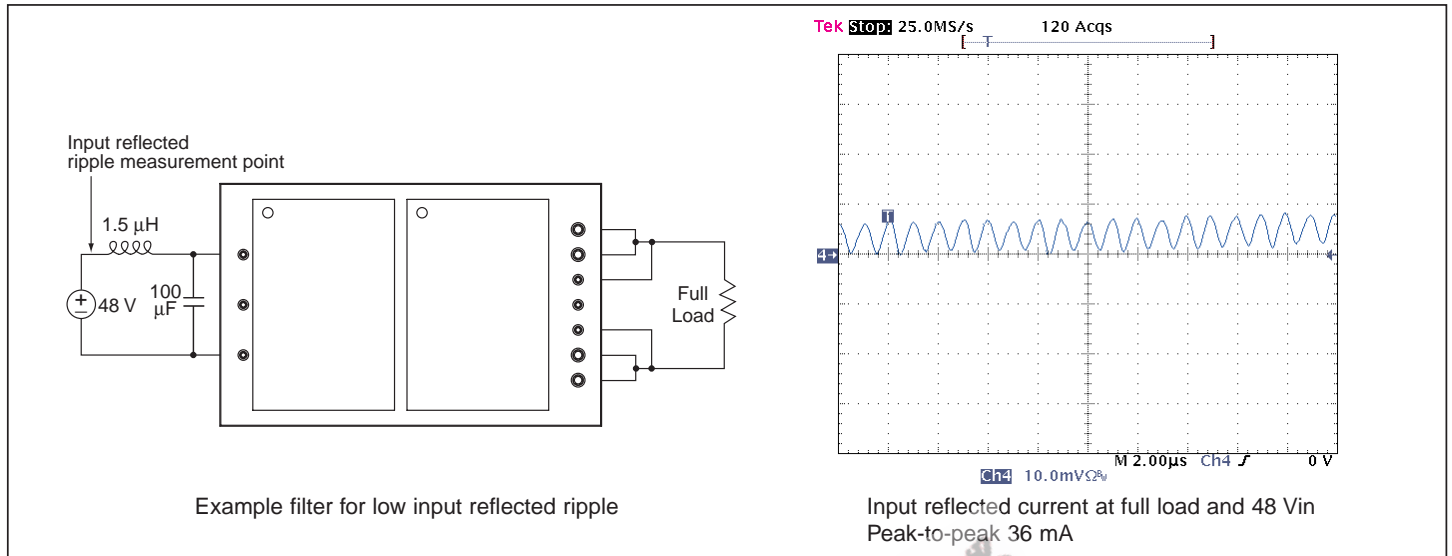 Tek Stop: 25.0MS/s 120 Acqs
[ T ]
Input reflected
ripple measurement point
1.5 µH
48 V
100
µF
Full
Load
T
4→
M 2.00µs Ch4 0 V
Ch4 10.0mVΩ
Example filter for low input reflected ripple
Input reflected current at full load and 48 Vin
Peak-to-peak 36 mA